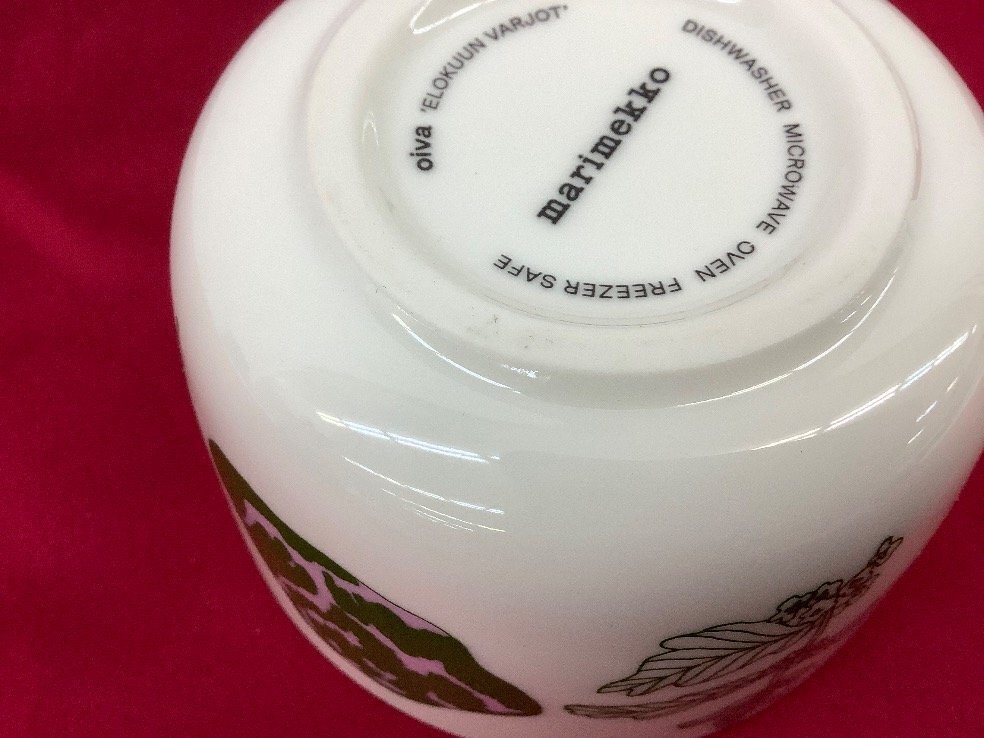 oiva 'ELOKUUN VARJOT'
marimekko
DISHWASHER MICROWAVE OVEN FREEZER SAFE